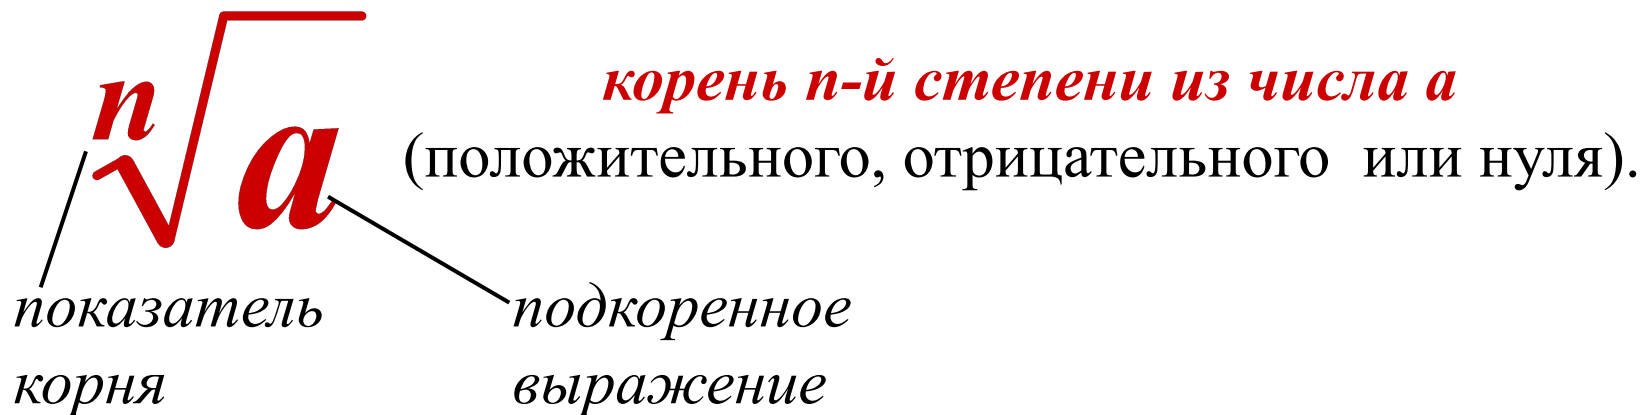 n√a
корень n-й степени из числа a
(положительного, отрицательного или нуля).
показатель подкоренное
корня выражение